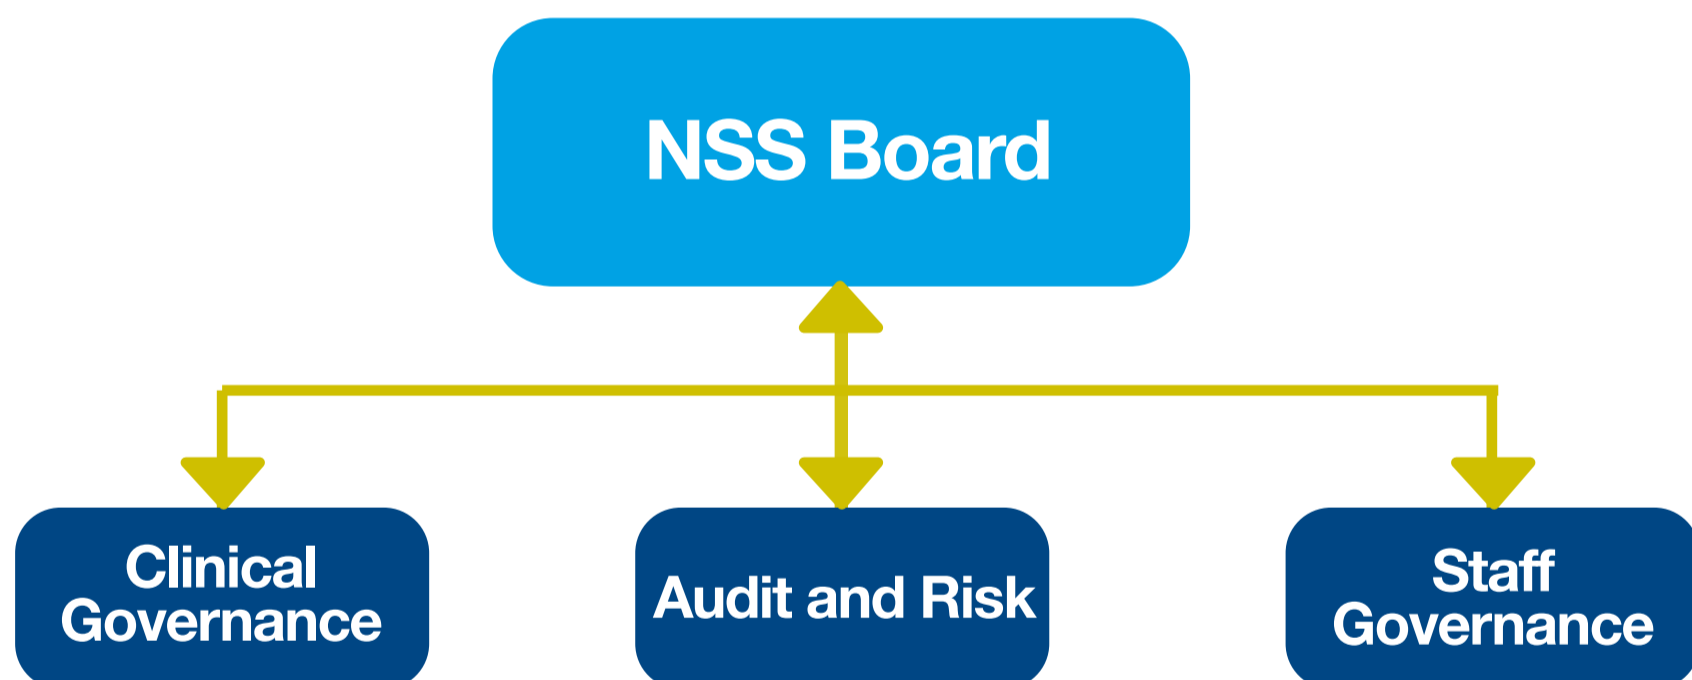 NSS Board
Clinical
Governance
Audit and Risk
Staff
Governance